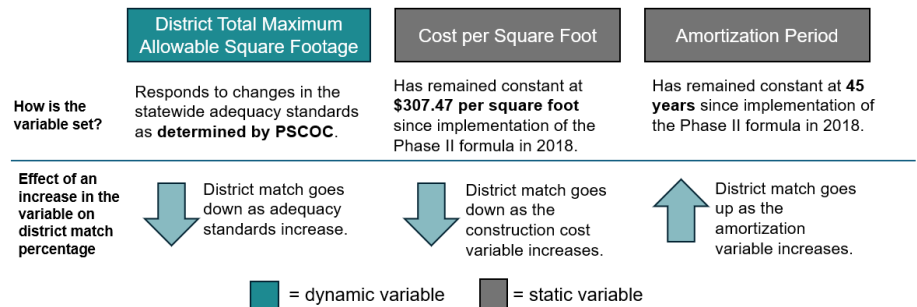 District Total Maximum
Allowable Square Footage
Cost per Square Foot
Amortization Period
How is the
variable set?
Responds to changes in the
statewide adequacy standards
as determined by PSCOC.
Has remained constant at
$307.47 per square foot
since implementation of the
Phase II formula in 2018.
Has remained constant at 45
years since implementation of
the Phase II formula in 2018.
Effect of an
increase in the
variable on
district match
percentage
District match goes
down as adequacy
standards increase.
District match goes
down as the
construction cost
variable increases.
District match goes
up as the
amortization
variable increases.
= dynamic variable
= static variable